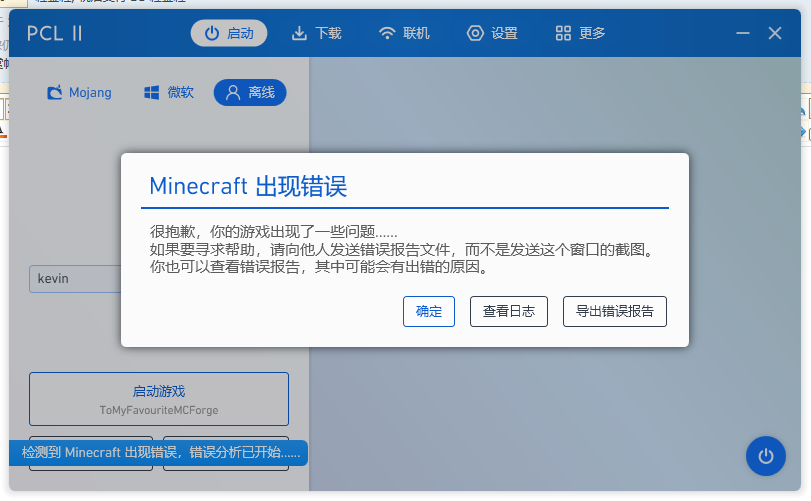 PCL II
启动
下载
联机
设置
更多
Mojang
微软
离线
Minecraft 出现错误
很抱歉，你的游戏出现了一些问题......
如果要寻求帮助，请向他人发送错误报告文件，而不是发送这个窗口的截图。
你也可以查看错误报告，其中可能会有出错的原因。
kevin
确定
查看日志
导出错误报告
启动游戏
ToMyFavouriteMCForge
检测到 Minecraft 出现错误，错误分析已开始......